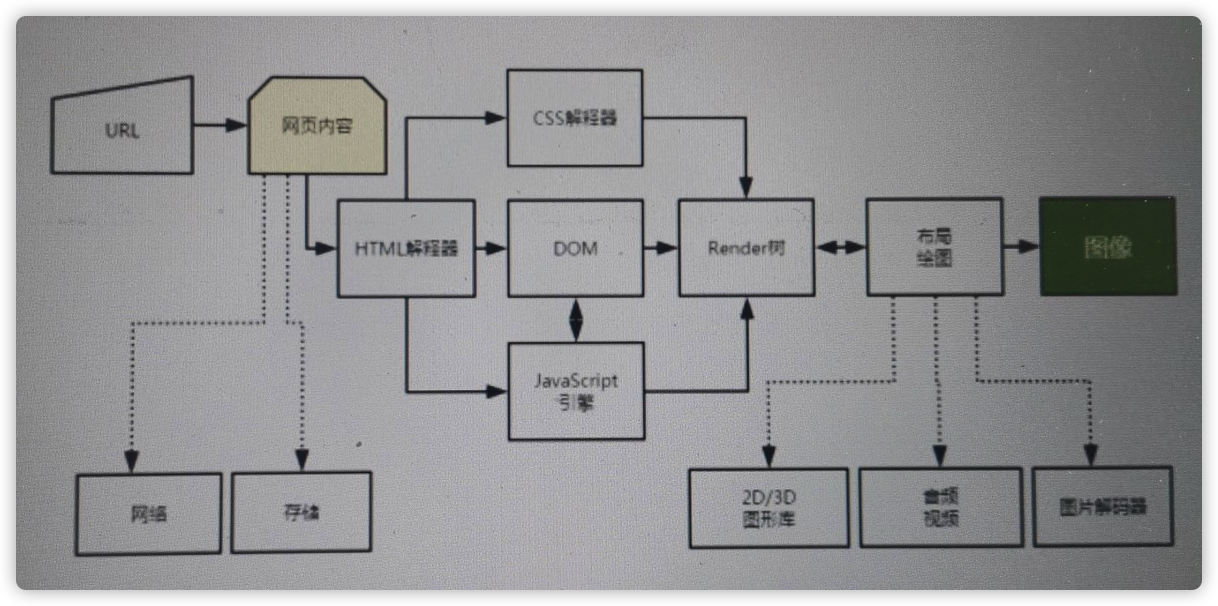 URL
网页内容
CSS解释器
HTML解释器
DOM
Render树
布局
绘图
图像
JavaScript
引擎
网络
存储
2D/3D
图形库
音频
视频
图片解码器